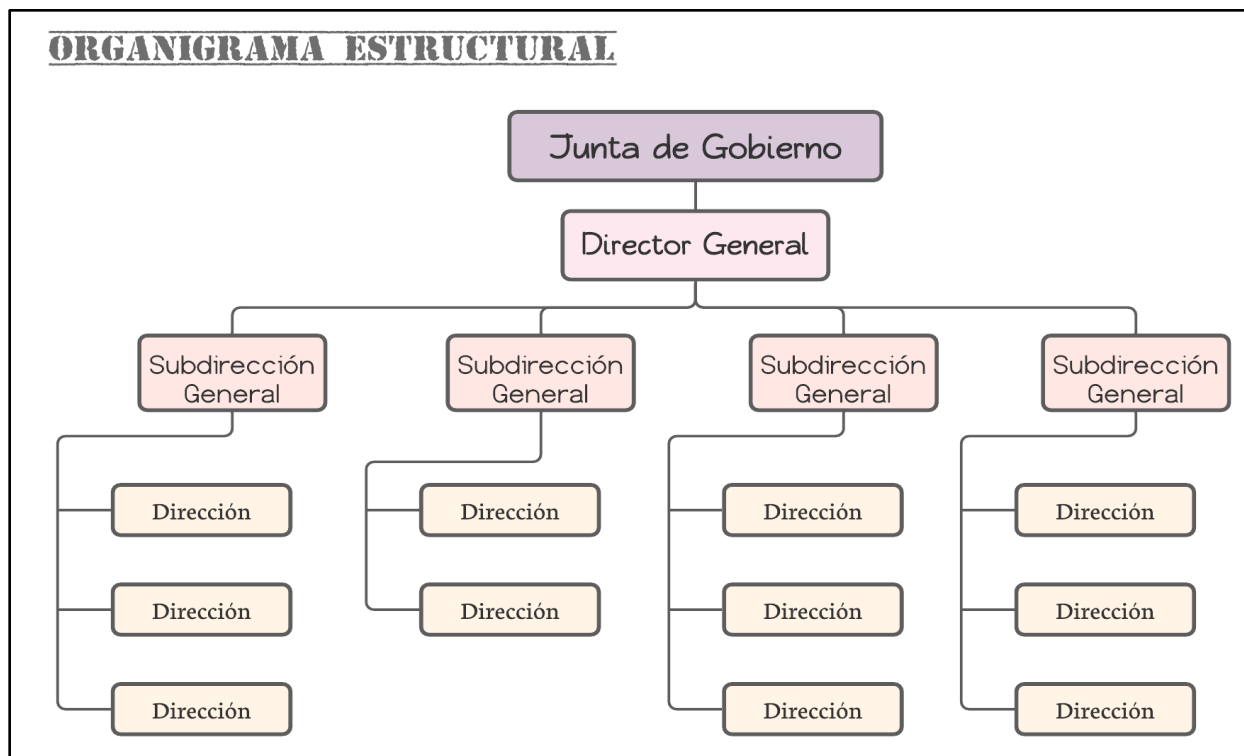 ORGANIGRAMA ESTRUCTURAL
Junta de Gobierno
Director General
Subdirección
General
Subdirección
General
Subdirección
General
Subdirección
General
Dirección
Dirección
Dirección
Dirección
Dirección
Dirección
Dirección
Dirección
Dirección
Dirección
Dirección